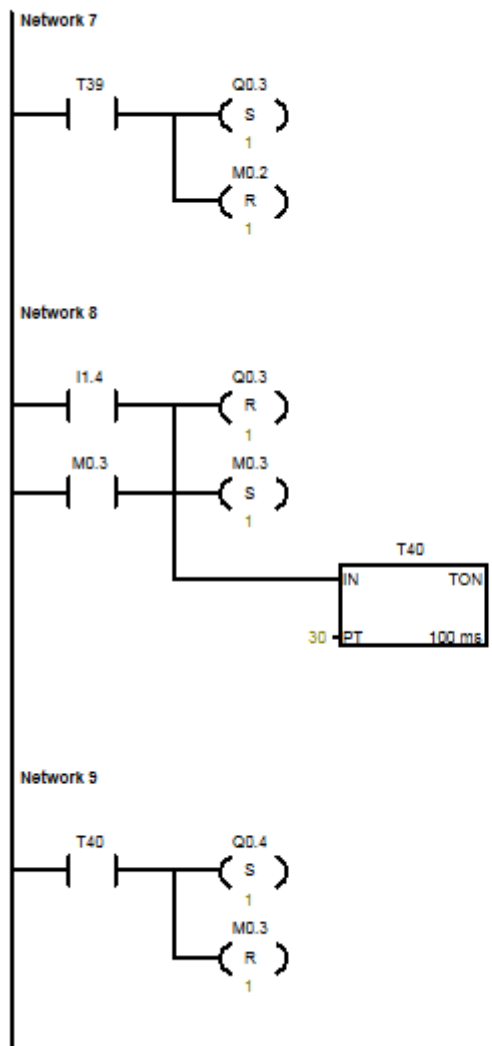 Network 7
T39 Q0.3
S
1
M0.2
R
1
Network 8
I1.4 Q0.3
R
1
M0.3 M0.3
S
1
T40
IN TON
30 PT 100 ms
Network 9
T40 Q0.4
S
1
M0.3
R
1